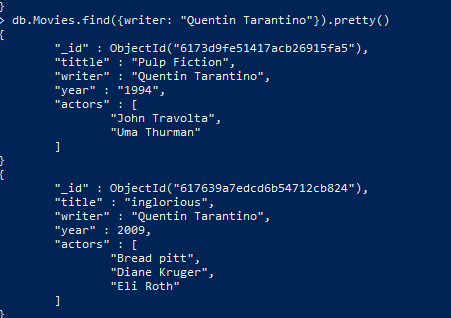 }
> db.Movies.find({writer: "Quentin Tarantino"}).pretty()
{
"_id" : ObjectId("6173d9fe51417acb26915fa5"),
"tittle" : "Pulp Fiction",
"writer" : "Quentin Tarantino",
"year" : "1994",
"actors" : [
"John Travolta",
"Uma Thurman"
]
}
{
"_id" : ObjectId("617639a7edcd6b54712cb824"),
"title" : "inglorious",
"writer" : "Quentin Tarantino",
"year" : 2009,
"actors" : [
"Bread pitt",
"Diane Kruger",
"Eli Roth"
]
}